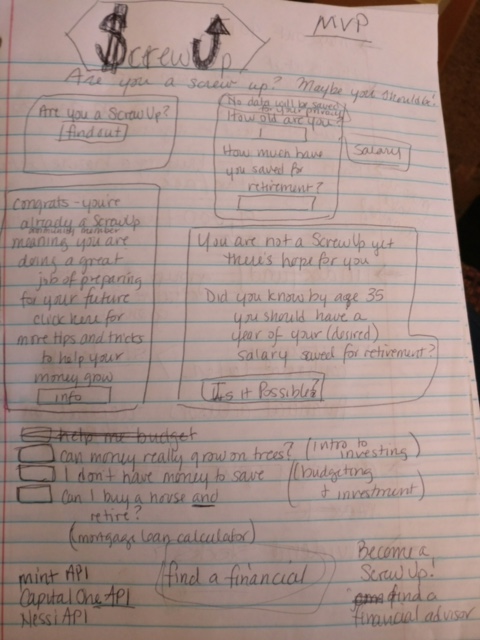 $crewUp
MVP
Are you a screw up? Maybe you should be!
Are you a ScrewUp?
find out
No data will be saved
for your privacy
How old are you?
How much have
you saved for
retirement?
Salary
Congrats - you're
already a ScrewUp
community member
meaning you are
doing a great
job of preparing
for your future
click here for
more tips and tricks
to help your
money grow
info
You are not a ScrewUp yet
there's hope for you
Did you know by age 35
you should have a
year of your (desired)
salary saved for retirement?
Is it Possible?
help me budget
can money really grow on trees? (intro to
investing)
I don't have money to save (budgeting
& investment)
Can I buy a house and
retire?
(mortgage loan calculator)
mint API
Capital One API
Nessi API
find a financial
Become a
ScrewUp!
find a
financial advisor